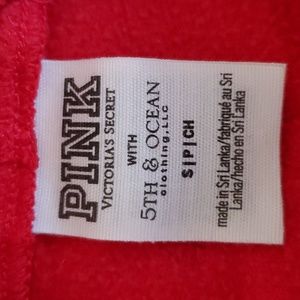 PINK
VICTORIA'S SECRET
WITH
5TH & OCEAN
clothing, LLC
S|P|CH
made in Sri Lanka/fabriqué au Sri
Lanka/hecho en Sri Lanka